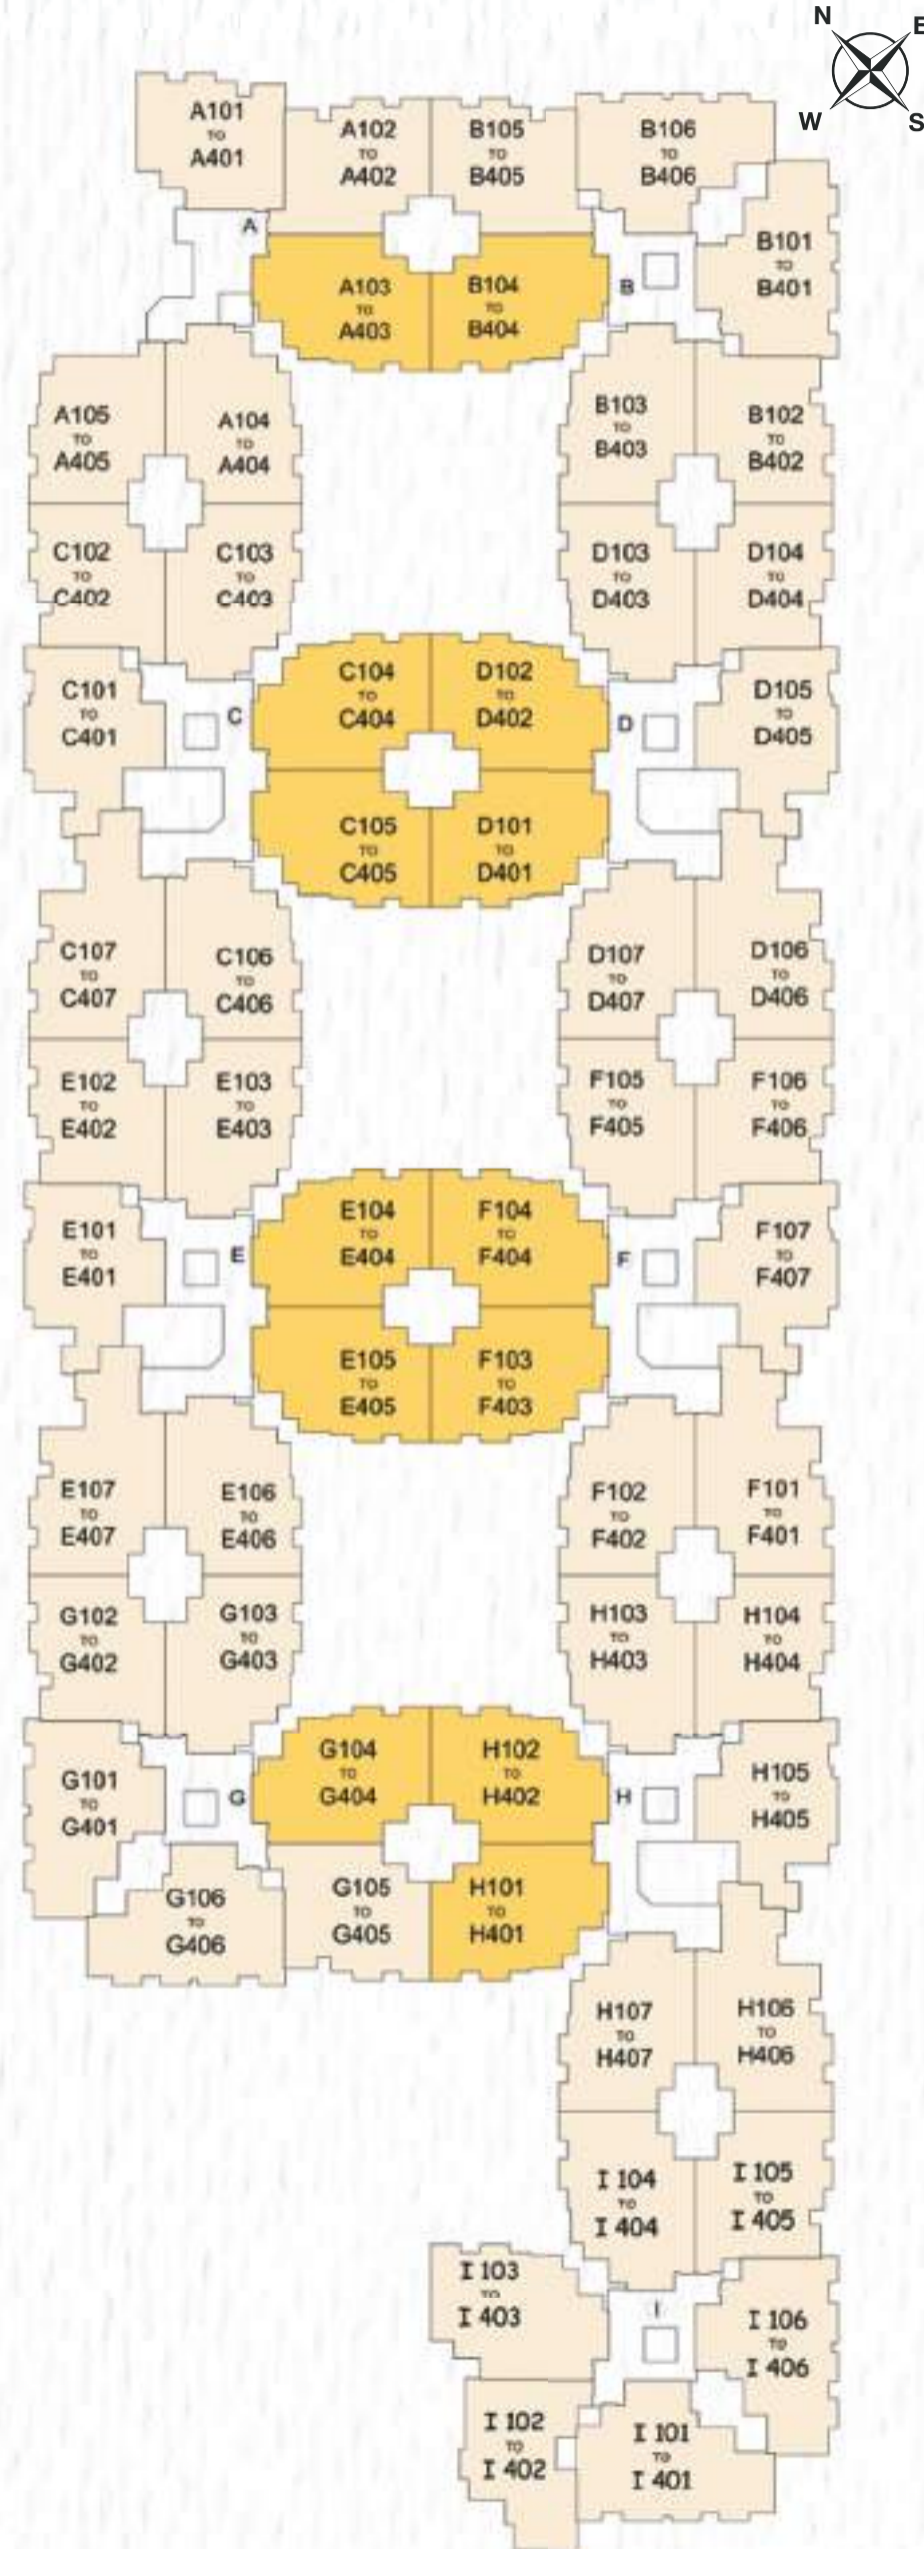 N
E
W
S
A101
TO
A401
A102
TO
A402
B105
TO
B405
B106
TO
B406
A
A103
TO
A403
B104
TO
B404
B
B101
TO
B401
A105
TO
A405
A104
TO
A404
B103
TO
B403
B102
TO
B402
C102
TO
C402
C103
TO
C403
D103
TO
D403
D104
TO
D404
C101
TO
C401
C
C104
TO
C404
D102
TO
D402
D
D105
TO
D405
C105
TO
C405
D101
TO
D401
C107
TO
C407
C106
TO
C406
D107
TO
D407
D106
TO
D406
E102
TO
E402
E103
TO
E403
F105
TO
F405
F106
TO
F406
E101
TO
E401
E
E104
TO
E404
F104
TO
F404
F
F107
TO
F407
E105
TO
E405
F103
TO
F403
E107
TO
E407
E106
TO
E406
F102
TO
F402
F101
TO
F401
G102
TO
G402
G103
TO
G403
H103
TO
H403
H104
TO
H404
G101
TO
G401
G
G104
TO
G404
H102
TO
H402
H
H105
TO
H405
G106
TO
G406
G105
TO
G405
H101
TO
H401
H107
TO
H407
H106
TO
H406
I 104
TO
I 404
I 105
TO
I 405
I 103
TO
I 403
I
I 106
TO
I 406
I 102
TO
I 402
I 101
TO
I 401